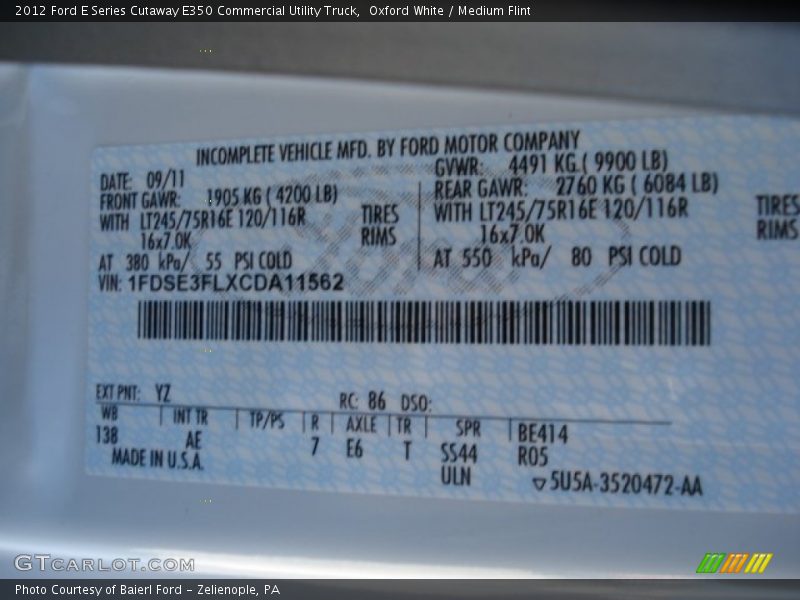 2012 Ford E Series Cutaway E350 Commercial Utility Truck,  Oxford White / Medium Flint
INCOMPLETE VEHICLE MFD. BY FORD MOTOR COMPANY
DATE: 09/11 GVWR: 4491 KG ( 9900 LB)
FRONT GAWR: 1905 KG ( 4200 LB) REAR GAWR: 2760 KG ( 6084 LB)
WITH LT245/75R16E 120/116R TIRES WITH LT245/75R16E 120/116R TIRES
16x7.0K RIMS 16x7.0K RIMS
AT 380 kPa/ 55 PSI COLD AT 550 kPa/ 80 PSI COLD
VIN: 1FDSE3FLXCDA11562
EXT PNT: YZ RC: 86 DSO:
WB INT TR TP/PS R AXLE TR SPR BE414
138 AE 7 E6 T SS44 R05
MADE IN U.S.A. ULN ▽5U5A-3520472-AA
GTCARLOT.COM
Photo Courtesy of Baierl Ford - Zelienople, PA